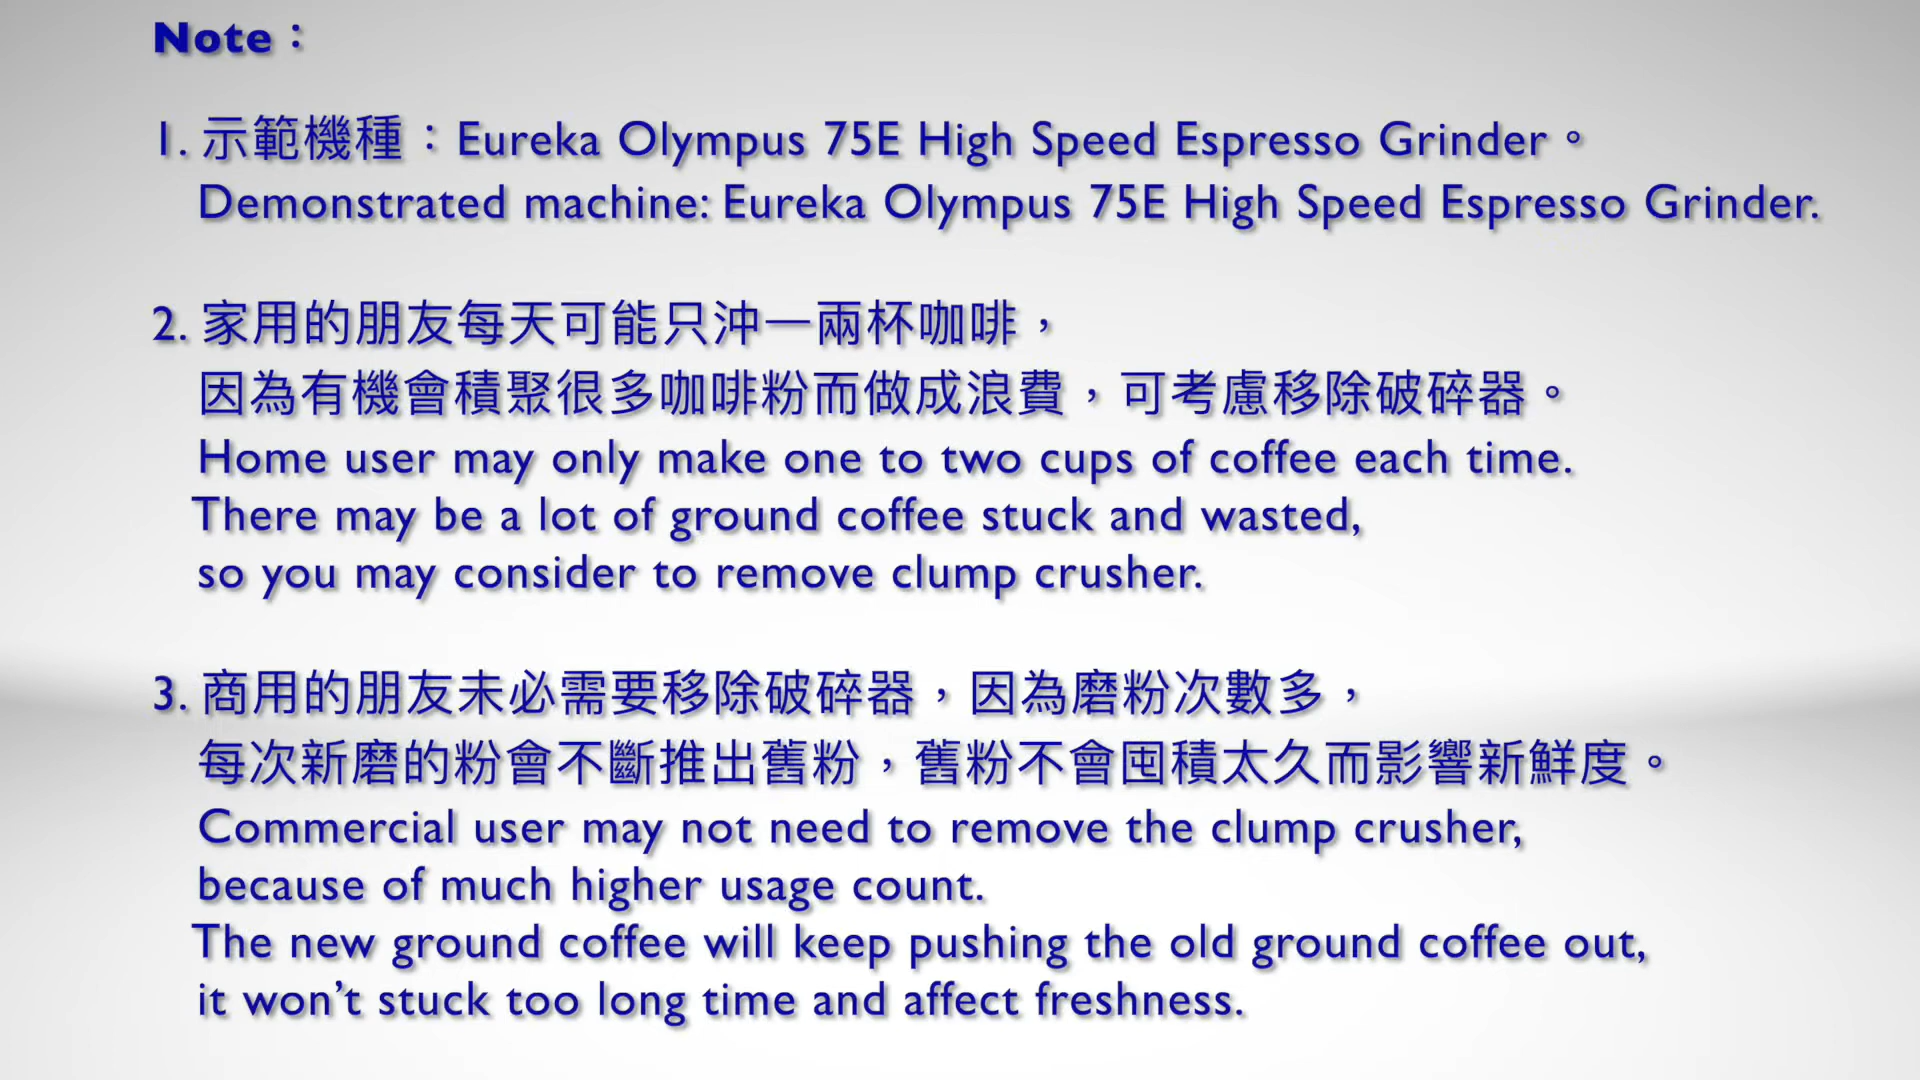 Note：
1. 示範機種：Eureka Olympus 75E High Speed Espresso Grinder。
Demonstrated machine: Eureka Olympus 75E High Speed Espresso Grinder.
2. 家用的朋友每天可能只沖一兩杯咖啡，
因為有機會積聚很多咖啡粉而做成浪費，可考慮移除破碎器。
Home user may only make one to two cups of coffee each time.
There may be a lot of ground coffee stuck and wasted,
so you may consider to remove clump crusher.
3. 商用的朋友未必需要移除破碎器，因為磨粉次數多，
每次新磨的粉會不斷推出舊粉，舊粉不會囤積太久而影響新鮮度。
Commercial user may not need to remove the clump crusher,
because of much higher usage count.
The new ground coffee will keep pushing the old ground coffee out,
it won’t stuck too long time and affect freshness.